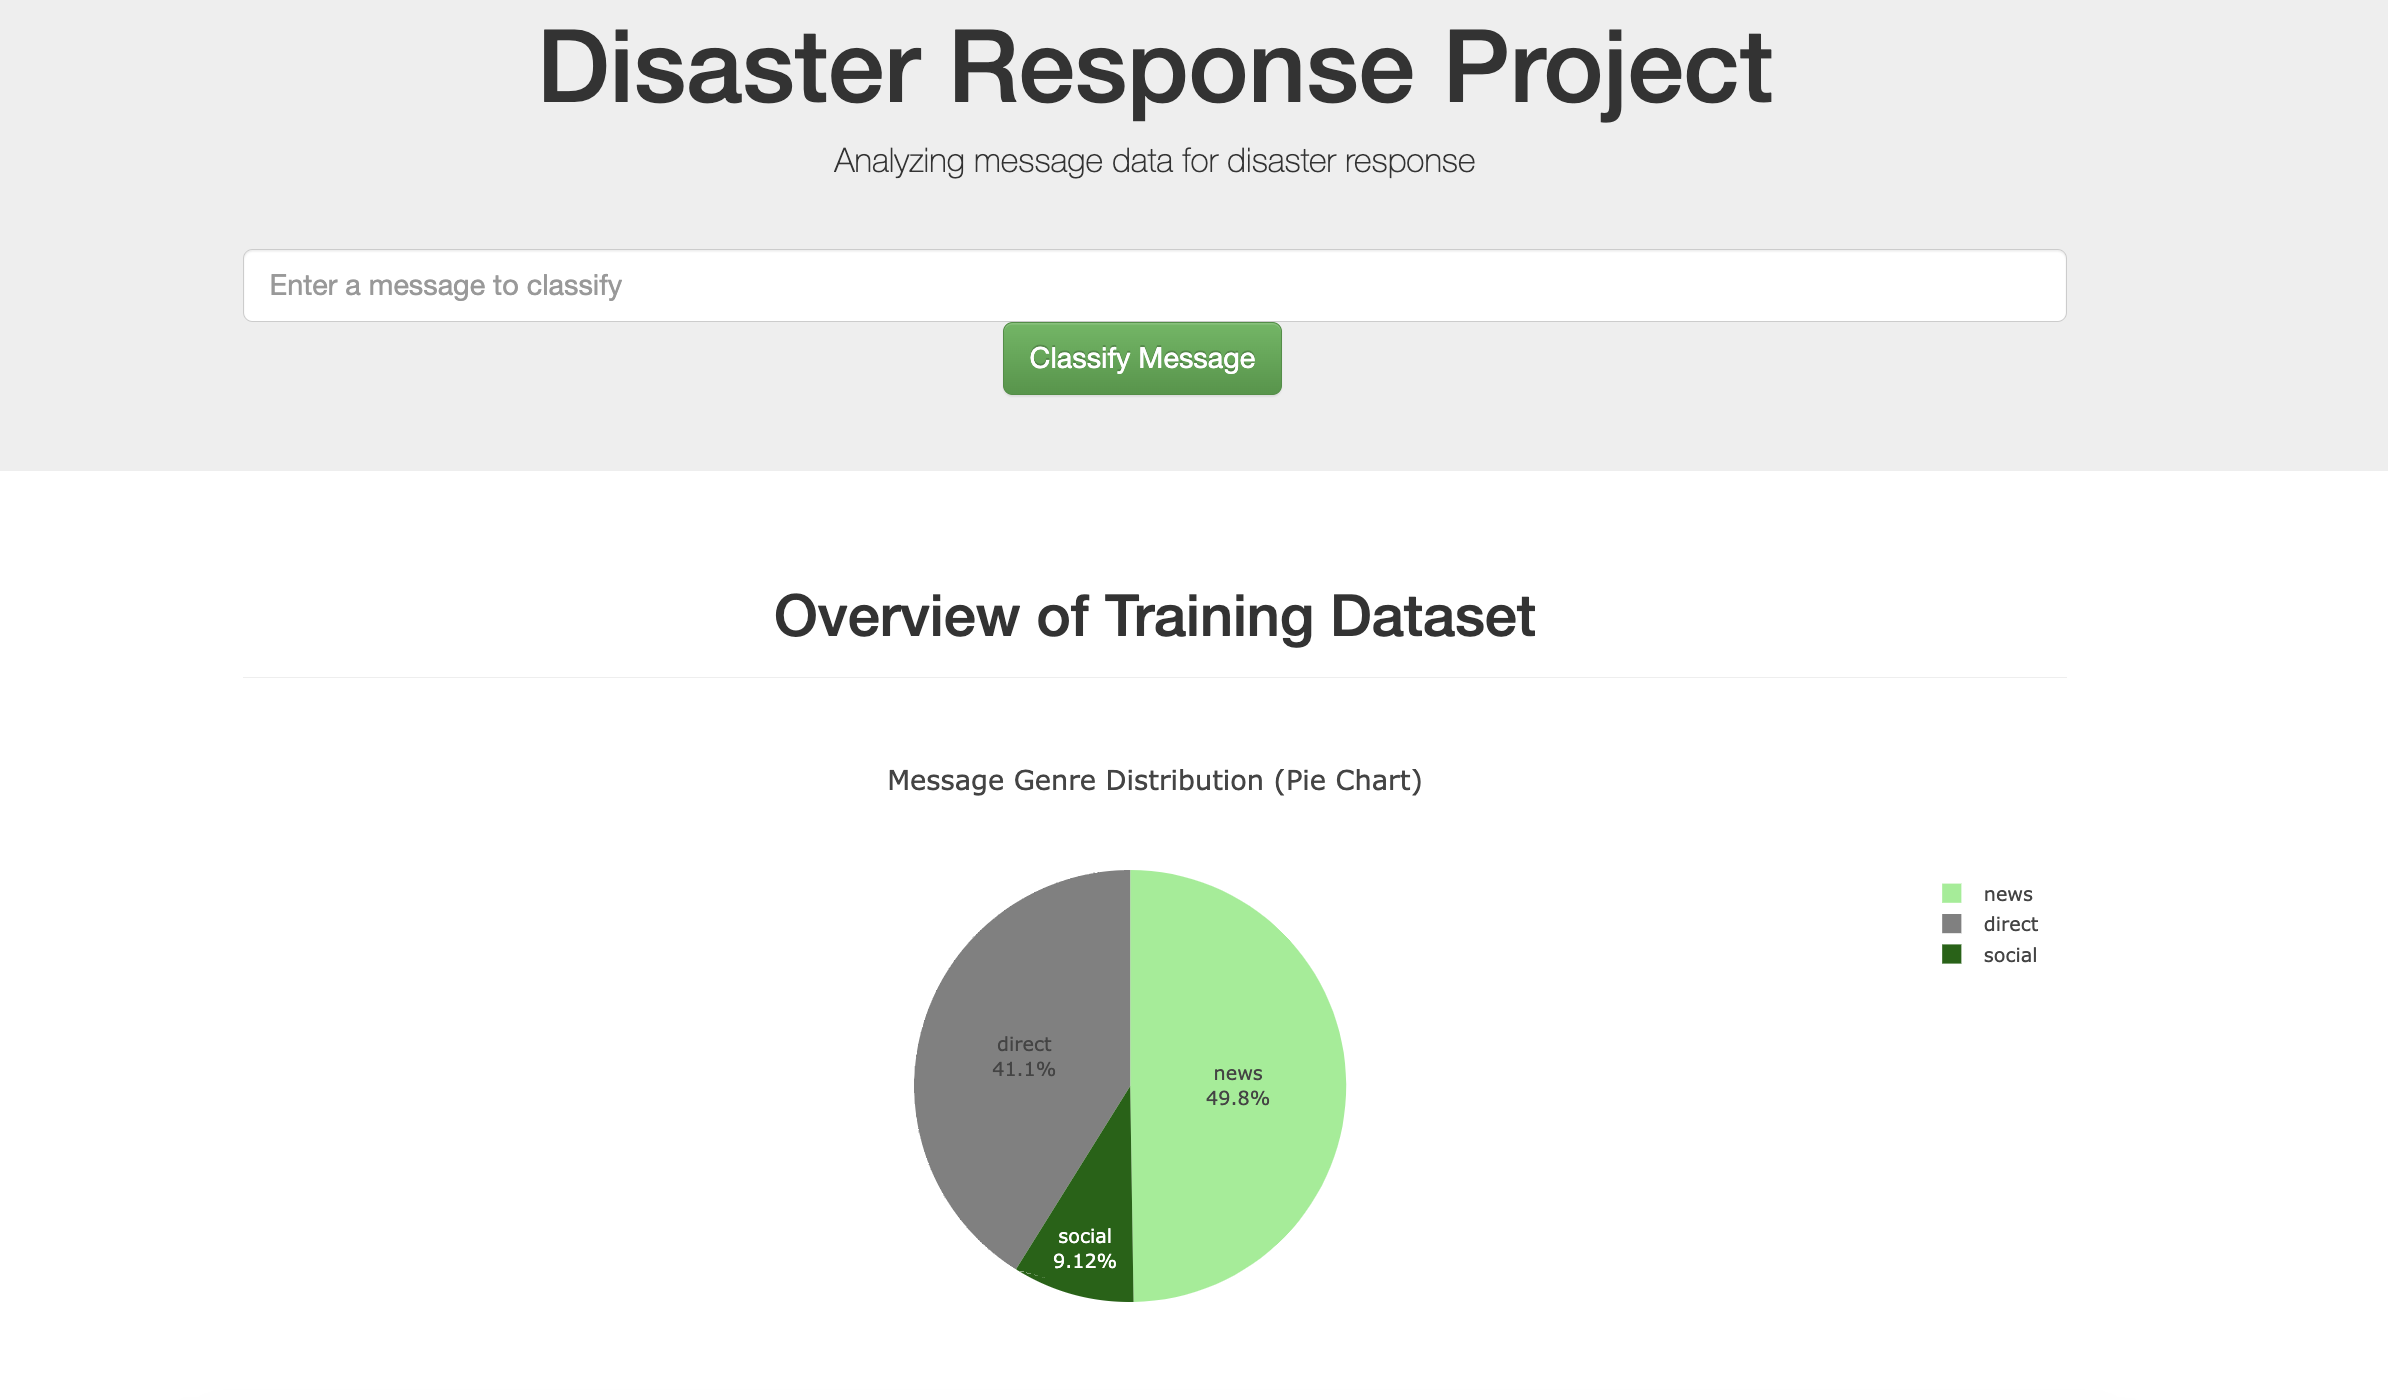 Disaster Response Project
Analyzing message data for disaster response
Enter a message to classify
Classify Message
Overview of Training Dataset
Message Genre Distribution (Pie Chart)
news
direct
social
direct
41.1%
news
49.8%
social
9.12%